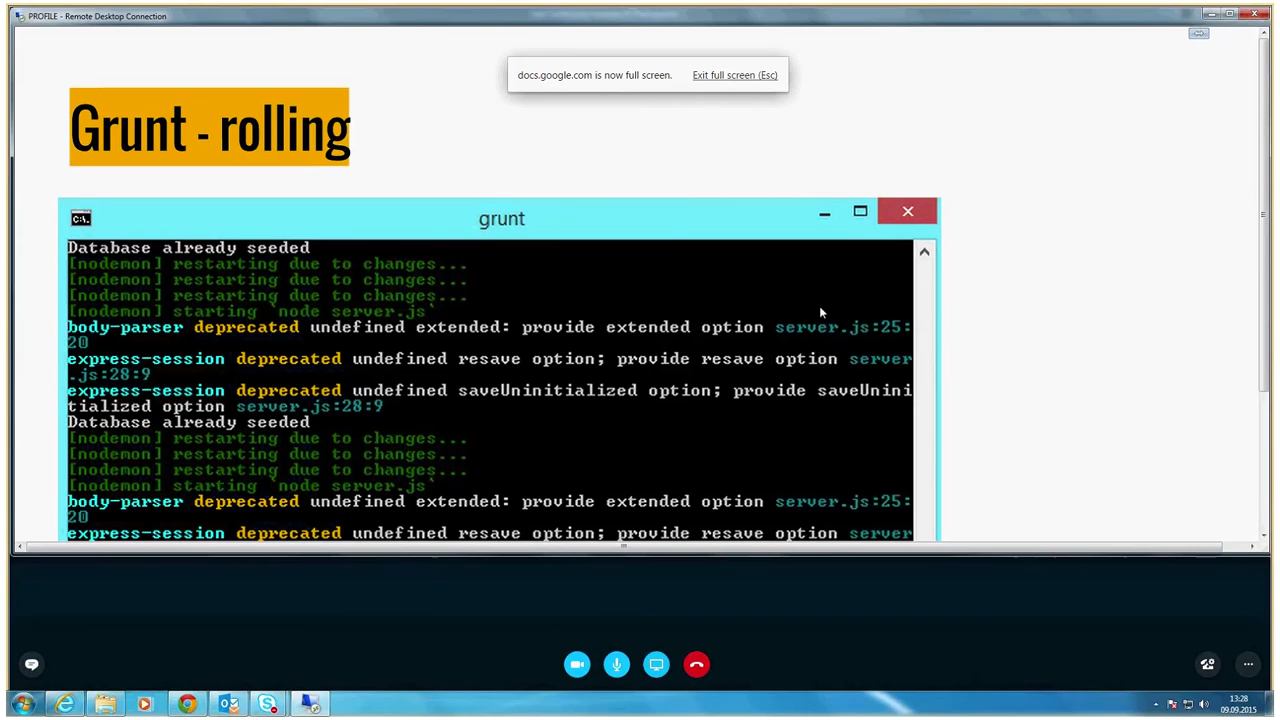 PROFILE - Remote Desktop Connection
docs.google.com is now full screen. Exit full screen (Esc)
Grunt - rolling
C:\.
grunt
Database already seeded
[nodemon] restarting due to changes...
[nodemon] restarting due to changes...
[nodemon] restarting due to changes...
[nodemon] starting `node server.js`
body-parser deprecated undefined extended: provide extended option server.js:25:
20
express-session deprecated undefined resave option; provide resave option server
.js:28:9
express-session deprecated undefined saveUninitialized option; provide saveUnini
tialized option server.js:28:9
Database already seeded
[nodemon] restarting due to changes...
[nodemon] restarting due to changes...
[nodemon] restarting due to changes...
[nodemon] starting `node server.js`
body-parser deprecated undefined extended: provide extended option server.js:25:
20
express-session deprecated undefined resave option; provide resave option server
13:28
09.09.2015